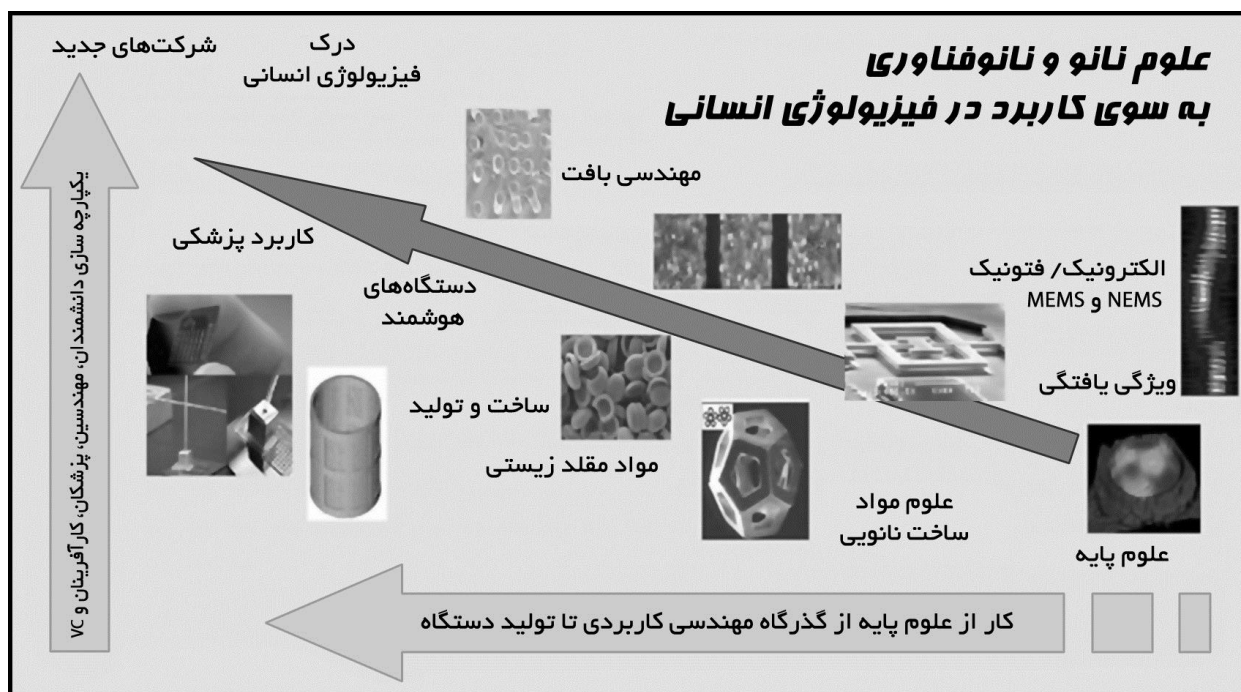 علوم نانو و نانوفناوری
به سوی کاربرد در فیزیولوژی انسانی
درک
فیزیولوژی انسانی
شرکت‌های جدید
مهندسی بافت
کاربرد پزشکی
الکترونیک/ فتونیک
NEMS و MEMS
دستگاه‌های
هوشمند
ویژگی یافتگی
ساخت و تولید
مواد مقلد زیستی
علوم مواد
ساخت نانویی
علوم پایه
کار از علوم پایه از گذرگاه مهندسی کاربردی تا تولید دستگاه
یکپارچه سازی دانشمندان، مهندسین، پزشکان، کارآفرینان و VC